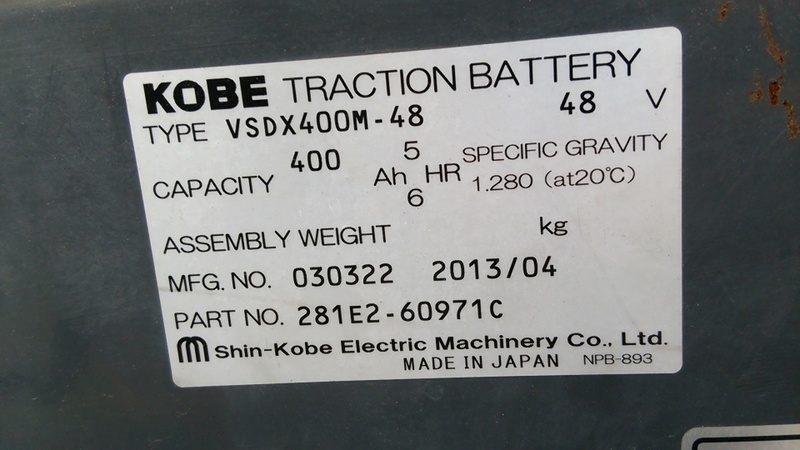 KOBE TRACTION BATTERY
TYPE VSDX400M-48 48 V
CAPACITY 400 Ah 5 HR SPECIFIC GRAVITY
6 1.280 (at20℃)
ASSEMBLY WEIGHT kg
MFG. NO. 030322 2013/04
PART NO. 281E2-60971C
Shin-Kobe Electric Machinery Co., Ltd.
MADE IN JAPAN NPB-893